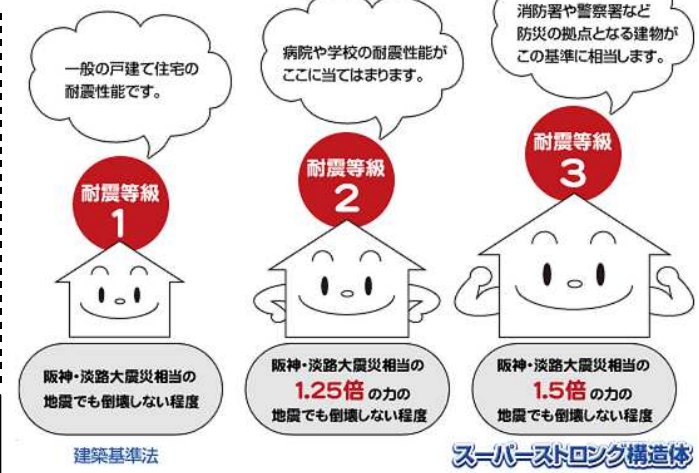 一般の戸建て住宅の
耐震性能です。
耐震等級
1
阪神・淡路大震災相当の
地震でも倒壊しない程度
建築基準法
病院や学校の耐震性能が
ここに当てはまります。
耐震等級
2
阪神・淡路大震災相当の
1.25倍の力の
地震でも倒壊しない程度
消防署や警察署など
防災の拠点となる建物が
この基準に相当します。
耐震等級
3
阪神・淡路大震災相当の
1.5倍の力の
地震でも倒壊しない程度
スーパーストロング構造体